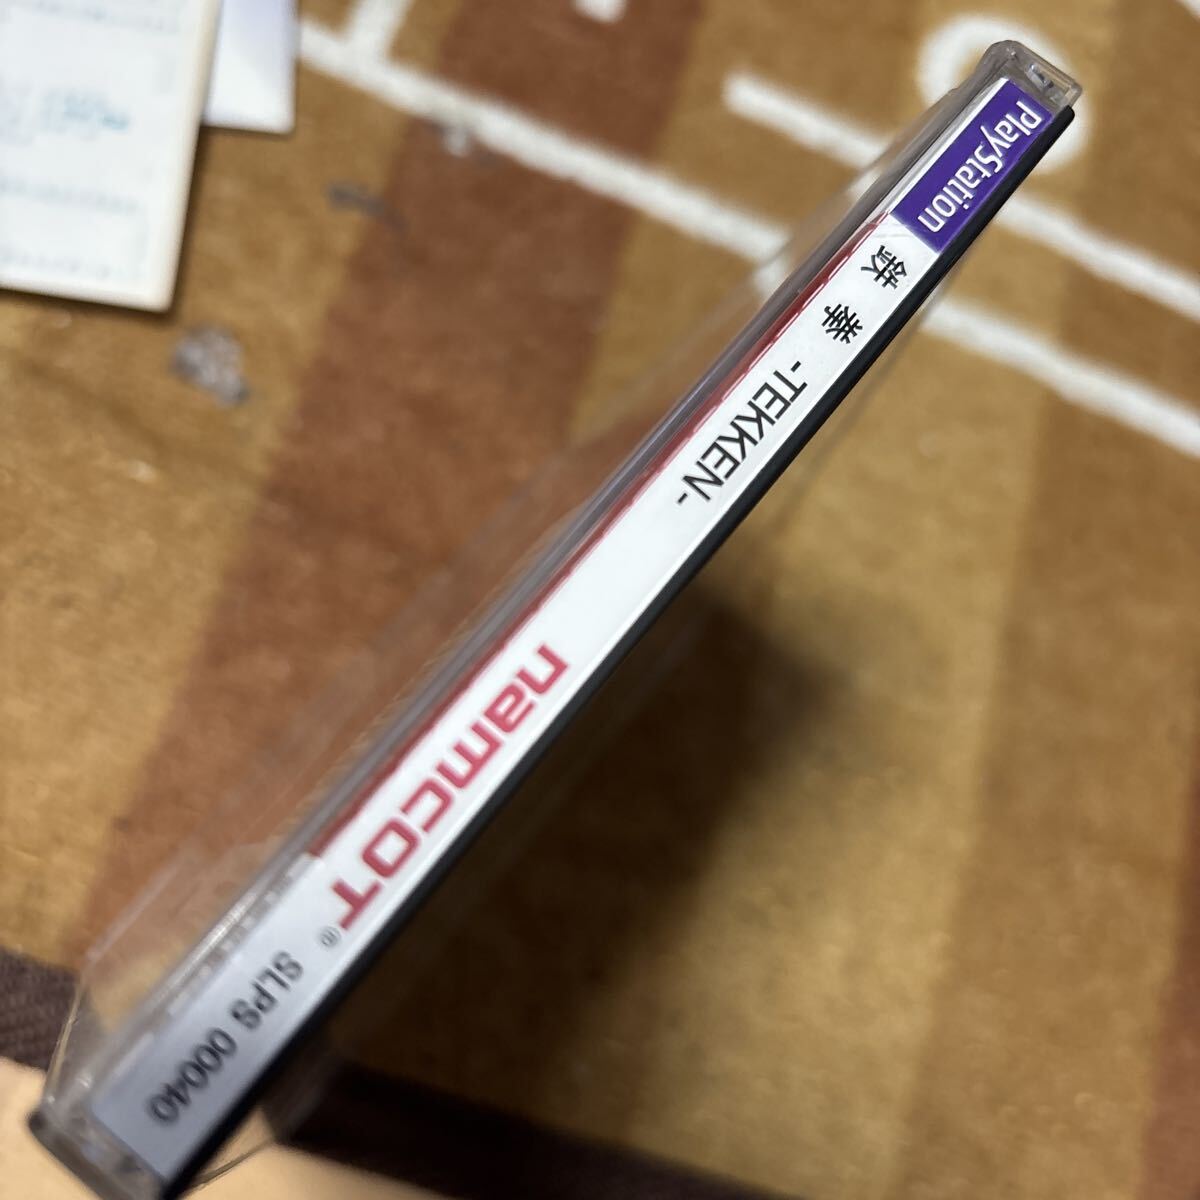 PlayStation
鉄拳 -TEKKEN-
namcoT®
SLPS 00040